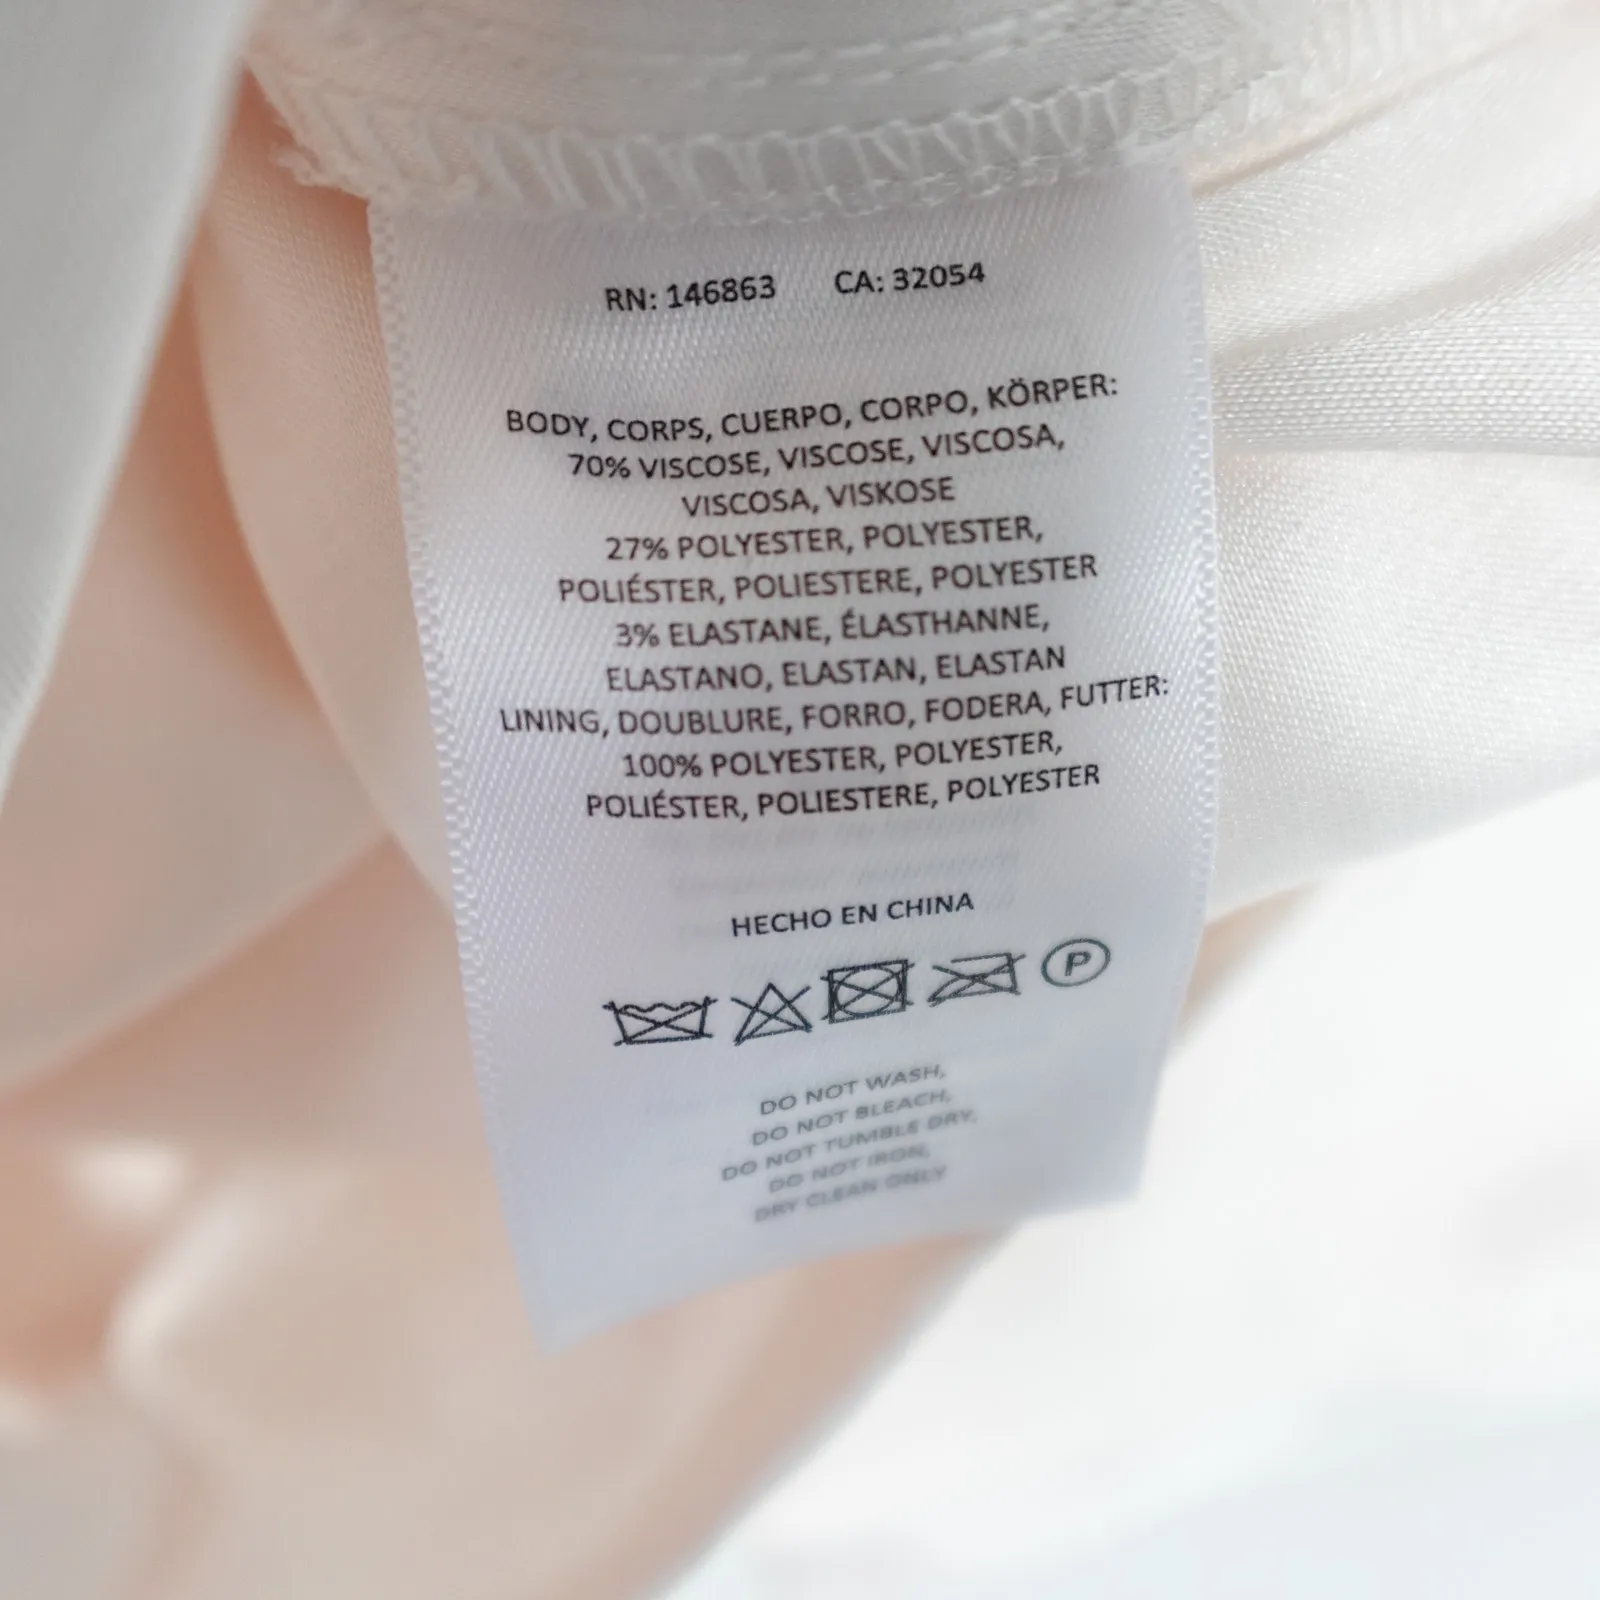 RN: 146863 CA: 32054
BODY, CORPS, CUERPO, CORPO, KÖRPER:
70% VISCOSE, VISCOSE, VISCOSA,
VISCOSA, VISKOSE
27% POLYESTER, POLYESTER,
POLIÉSTER, POLIESTERE, POLYESTER
3% ELASTANE, ÉLASTHANNE,
ELASTANO, ELASTAN, ELASTAN
LINING, DOUBLURE, FORRO, FODERA, FUTTER:
100% POLYESTER, POLYESTER,
POLIÉSTER, POLIESTERE, POLYESTER
HECHO EN CHINA
P
DO NOT WASH,
DO NOT BLEACH,
DO NOT TUMBLE DRY,
DO NOT IRON,
DRY CLEAN ONLY